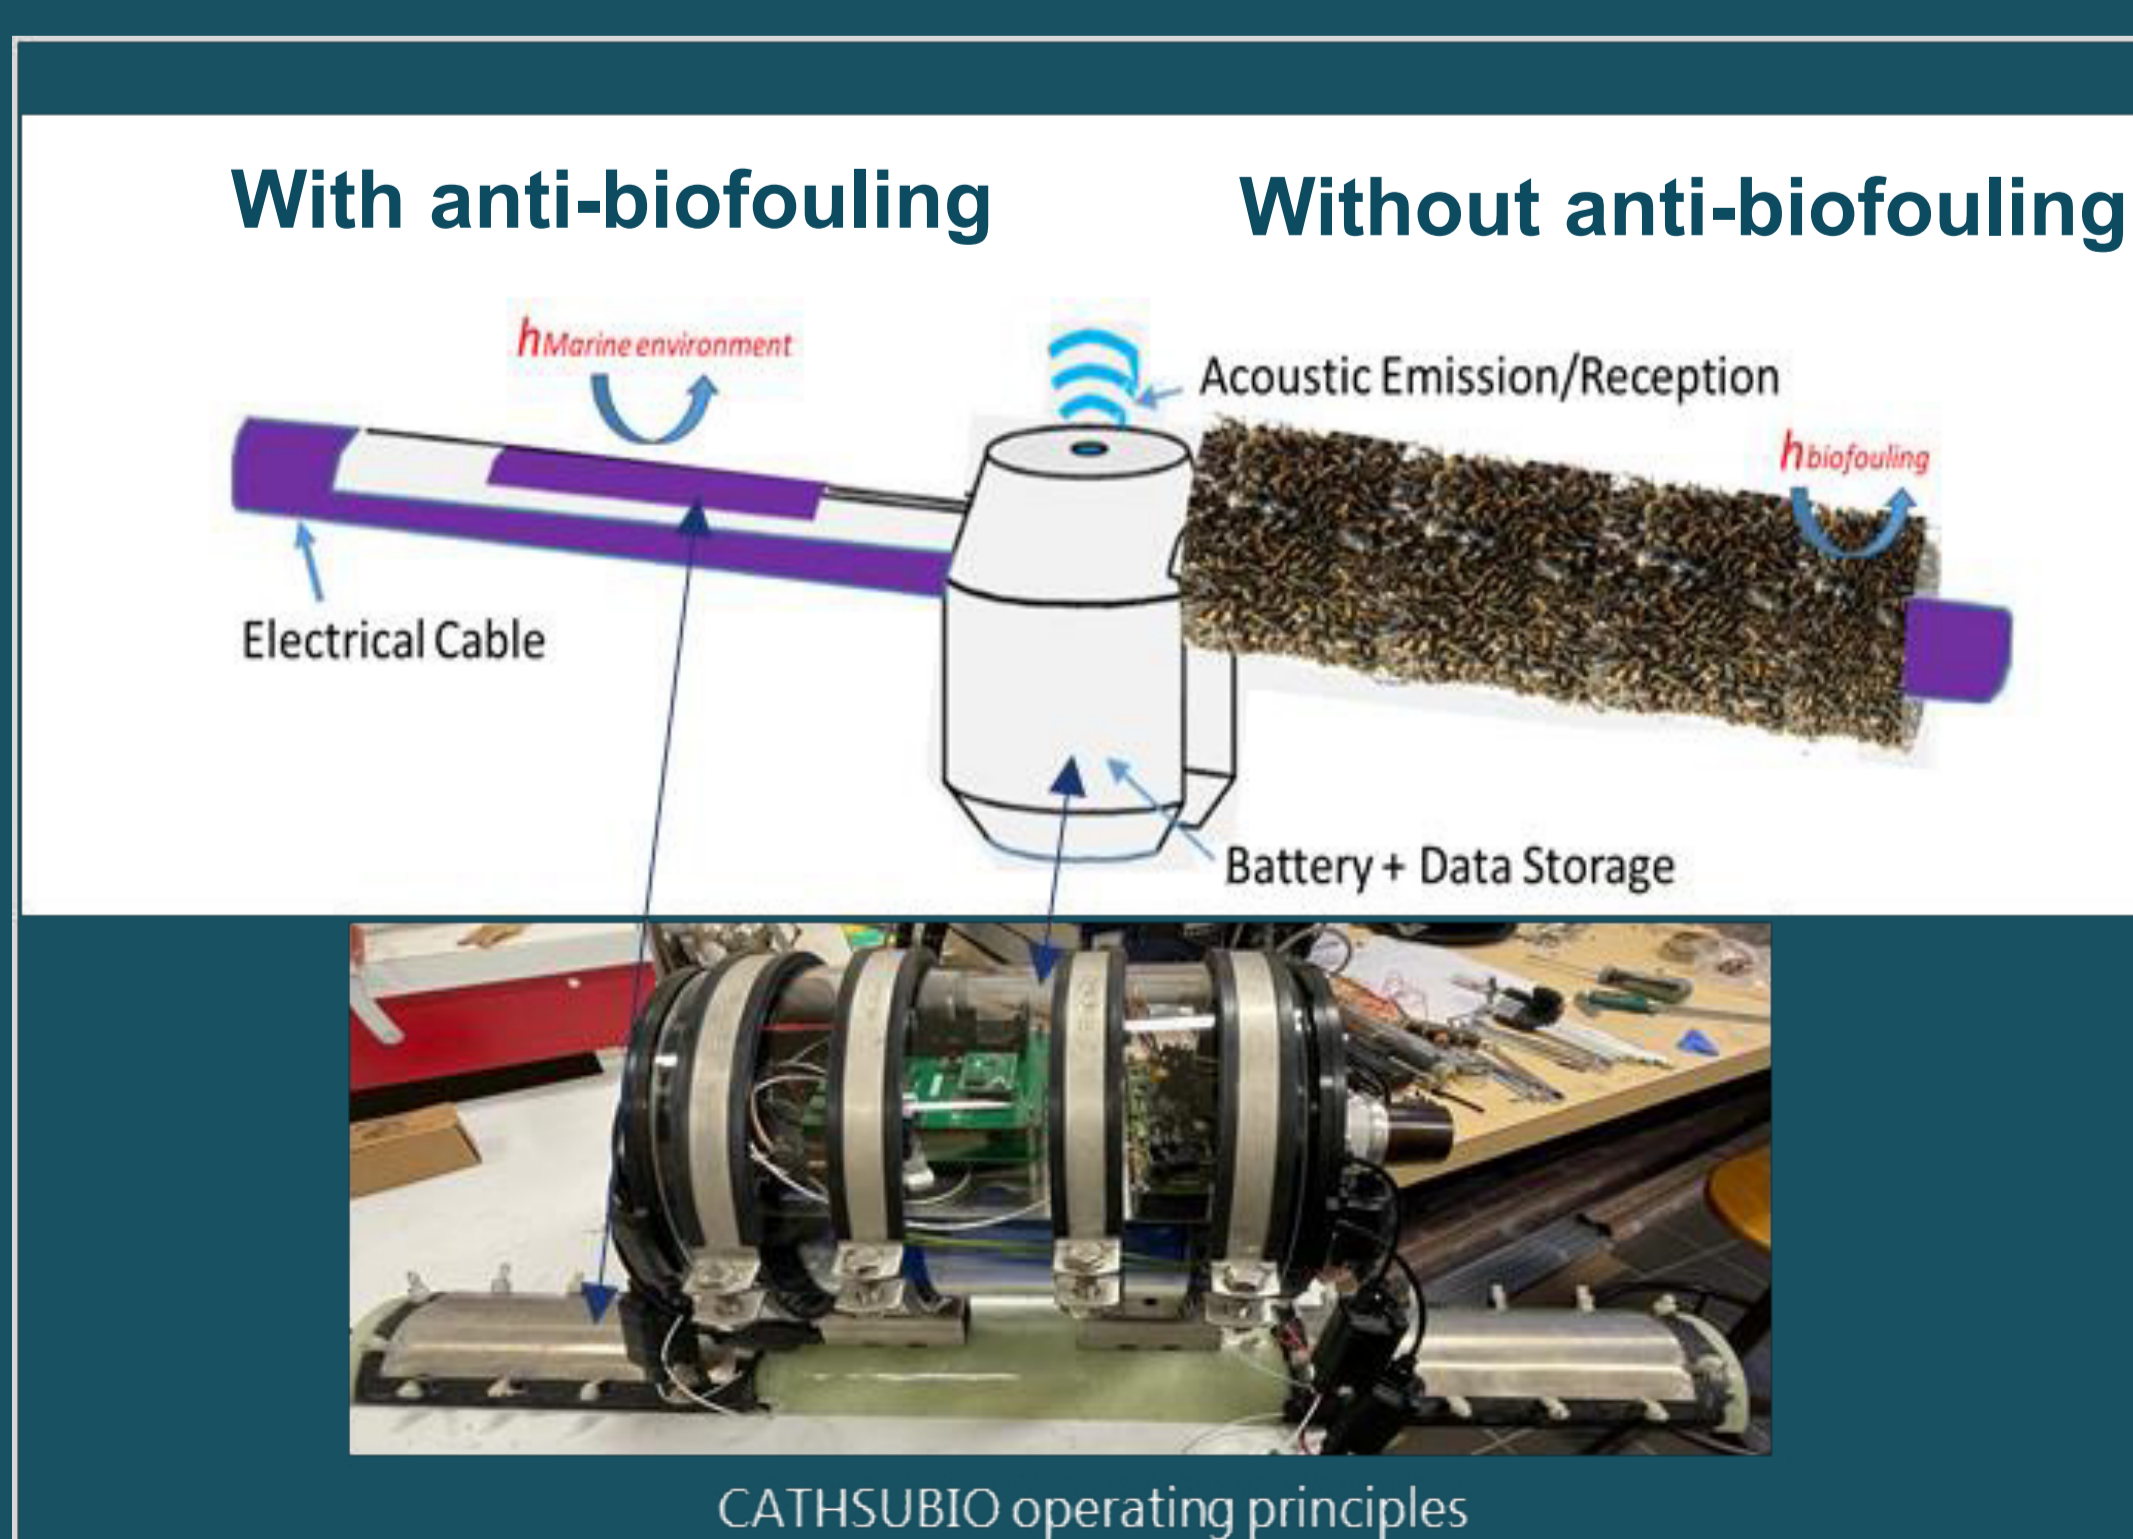 With anti-biofouling
Without anti-biofouling
hMarine environment
Acoustic Emission/Reception
hbiofouling
Electrical Cable
Battery + Data Storage
CATHSUBIO operating principles